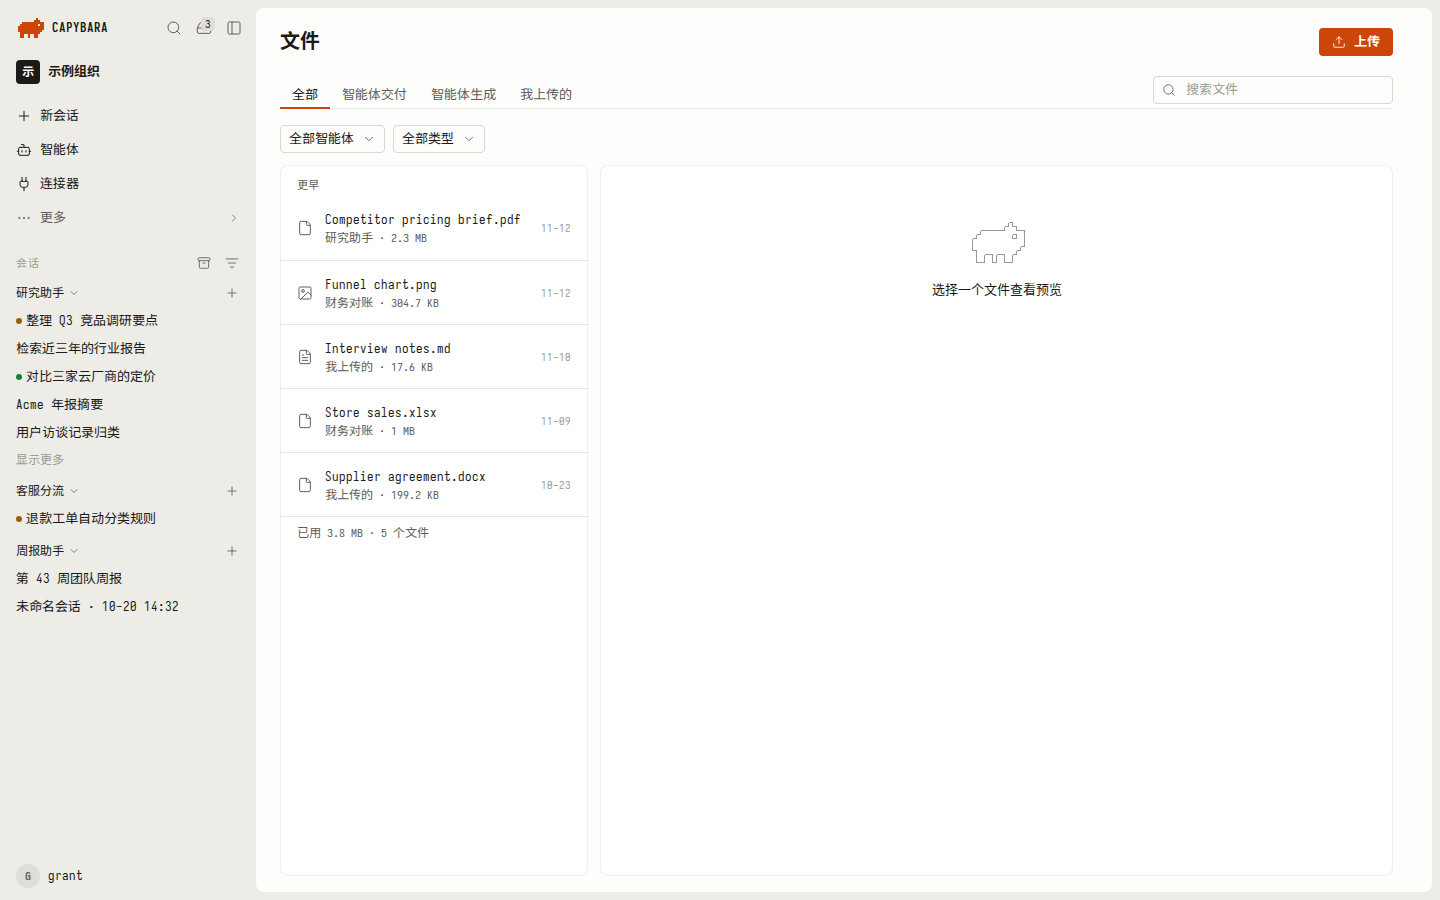 CAPYBARA
3
示 示例组织
新会话
智能体
连接器
更多
会话
研究助手
整理 Q3 竞品调研要点
检索近三年的行业报告
对比三家云厂商的定价
Acme 年报摘要
用户访谈记录归类
显示更多
客服分流
退款工单自动分类规则
周报助手
第 43 周团队周报
未命名会话 · 10-20 14:32
G grant
文件
上传
全部 智能体交付 智能体生成 我上传的
搜索文件
全部智能体 全部类型
更早
Competitor pricing brief.pdf
研究助手 · 2.3 MB
11-12
Funnel chart.png
财务对账 · 304.7 KB
11-12
Interview notes.md
我上传的 · 17.6 KB
11-10
Store sales.xlsx
财务对账 · 1 MB
11-09
Supplier agreement.docx
我上传的 · 199.2 KB
10-23
已用 3.8 MB · 5 个文件
选择一个文件查看预览